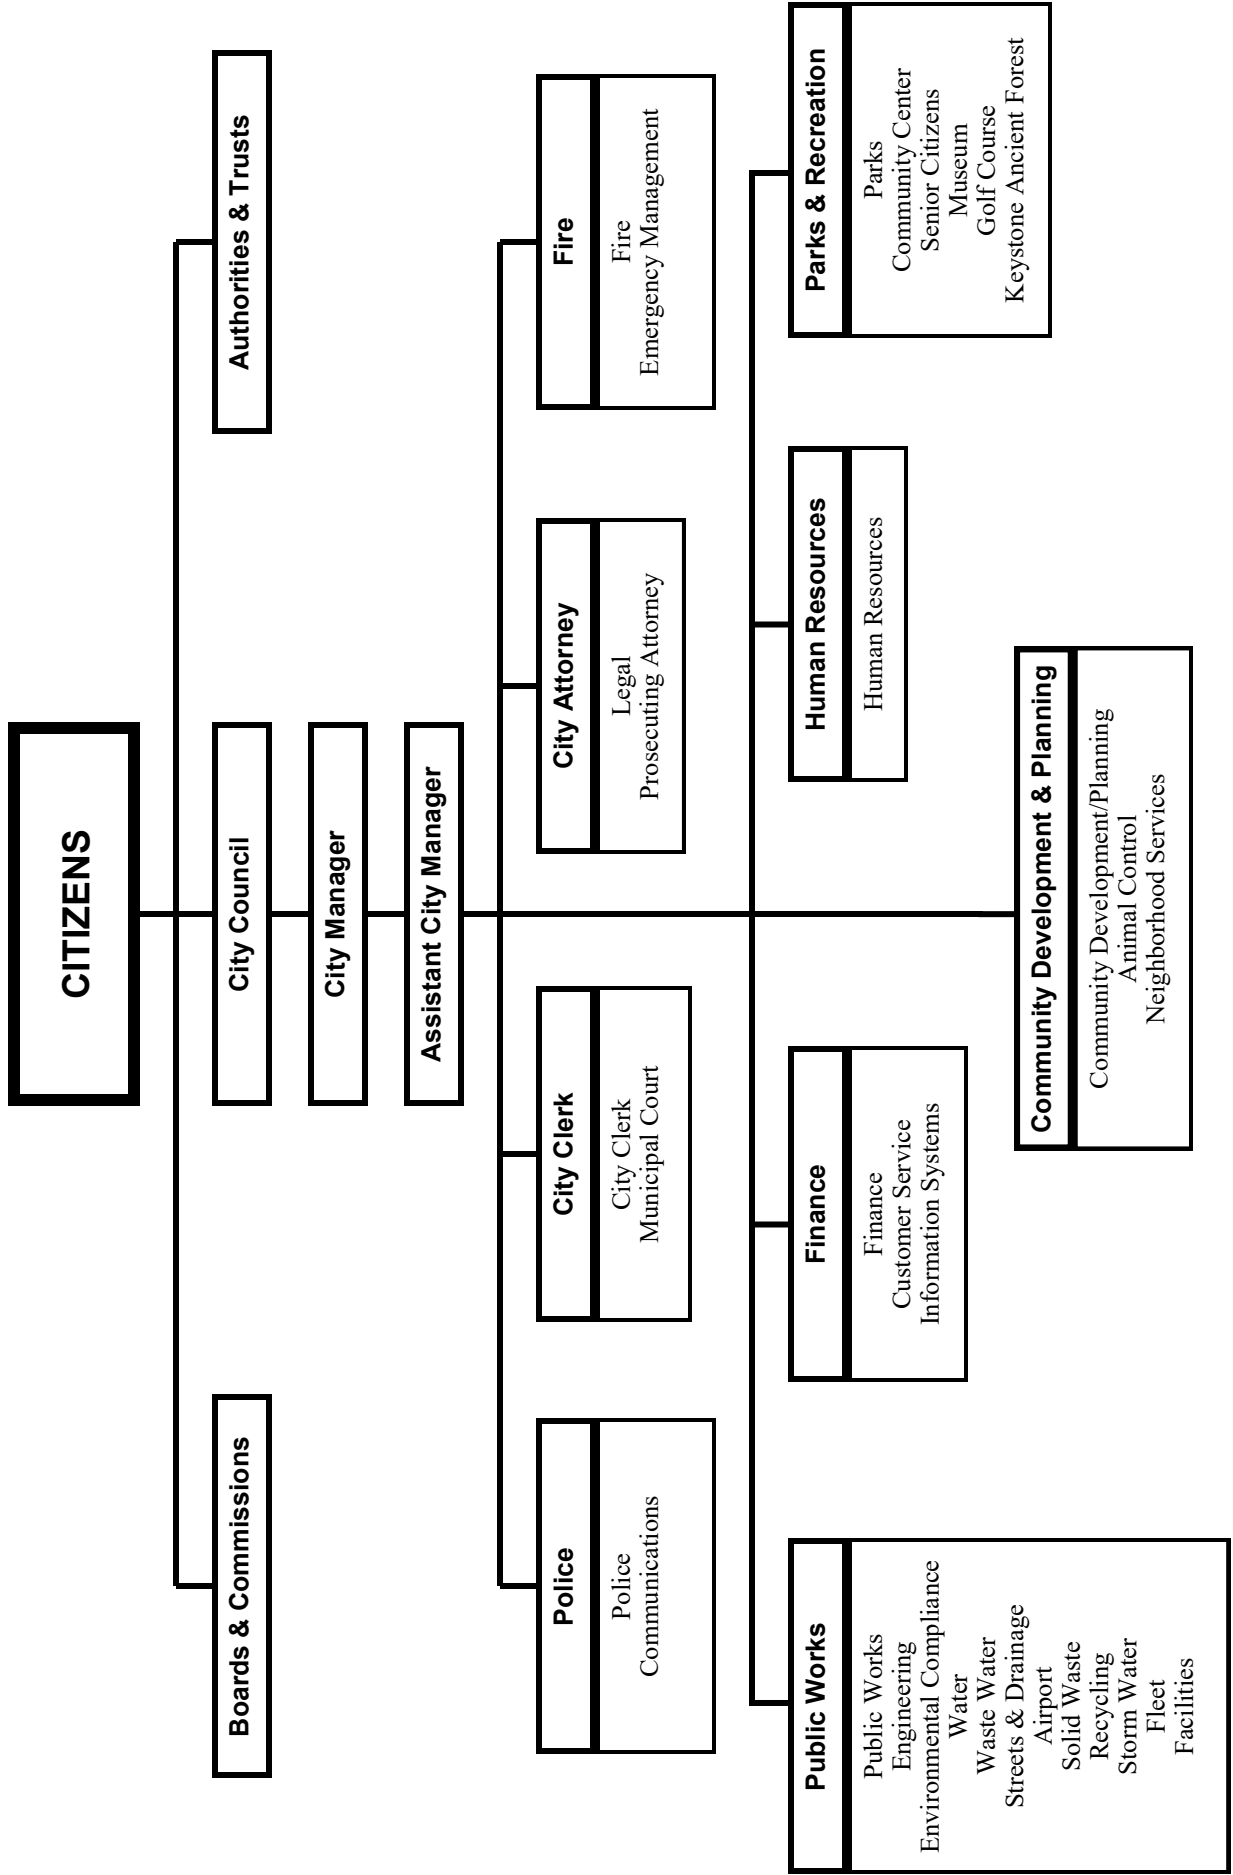 CITIZENS
Boards & Commissions
City Council
Authorities & Trusts
City Manager
Assistant City Manager
Police
Police
Communications
City Clerk
City Clerk
Municipal Court
City Attorney
Legal
Prosecuting Attorney
Fire
Fire
Emergency Management
Public Works
Public Works
Engineering
Environmental Compliance
Water
Waste Water
Streets & Drainage
Airport
Solid Waste
Recycling
Storm Water
Fleet
Facilities
Finance
Finance
Customer Service
Information Systems
Human Resources
Human Resources
Parks & Recreation
Parks
Community Center
Senior Citizens
Museum
Golf Course
Keystone Ancient Forest
Community Development & Planning
Community Development/Planning
Animal Control
Neighborhood Services